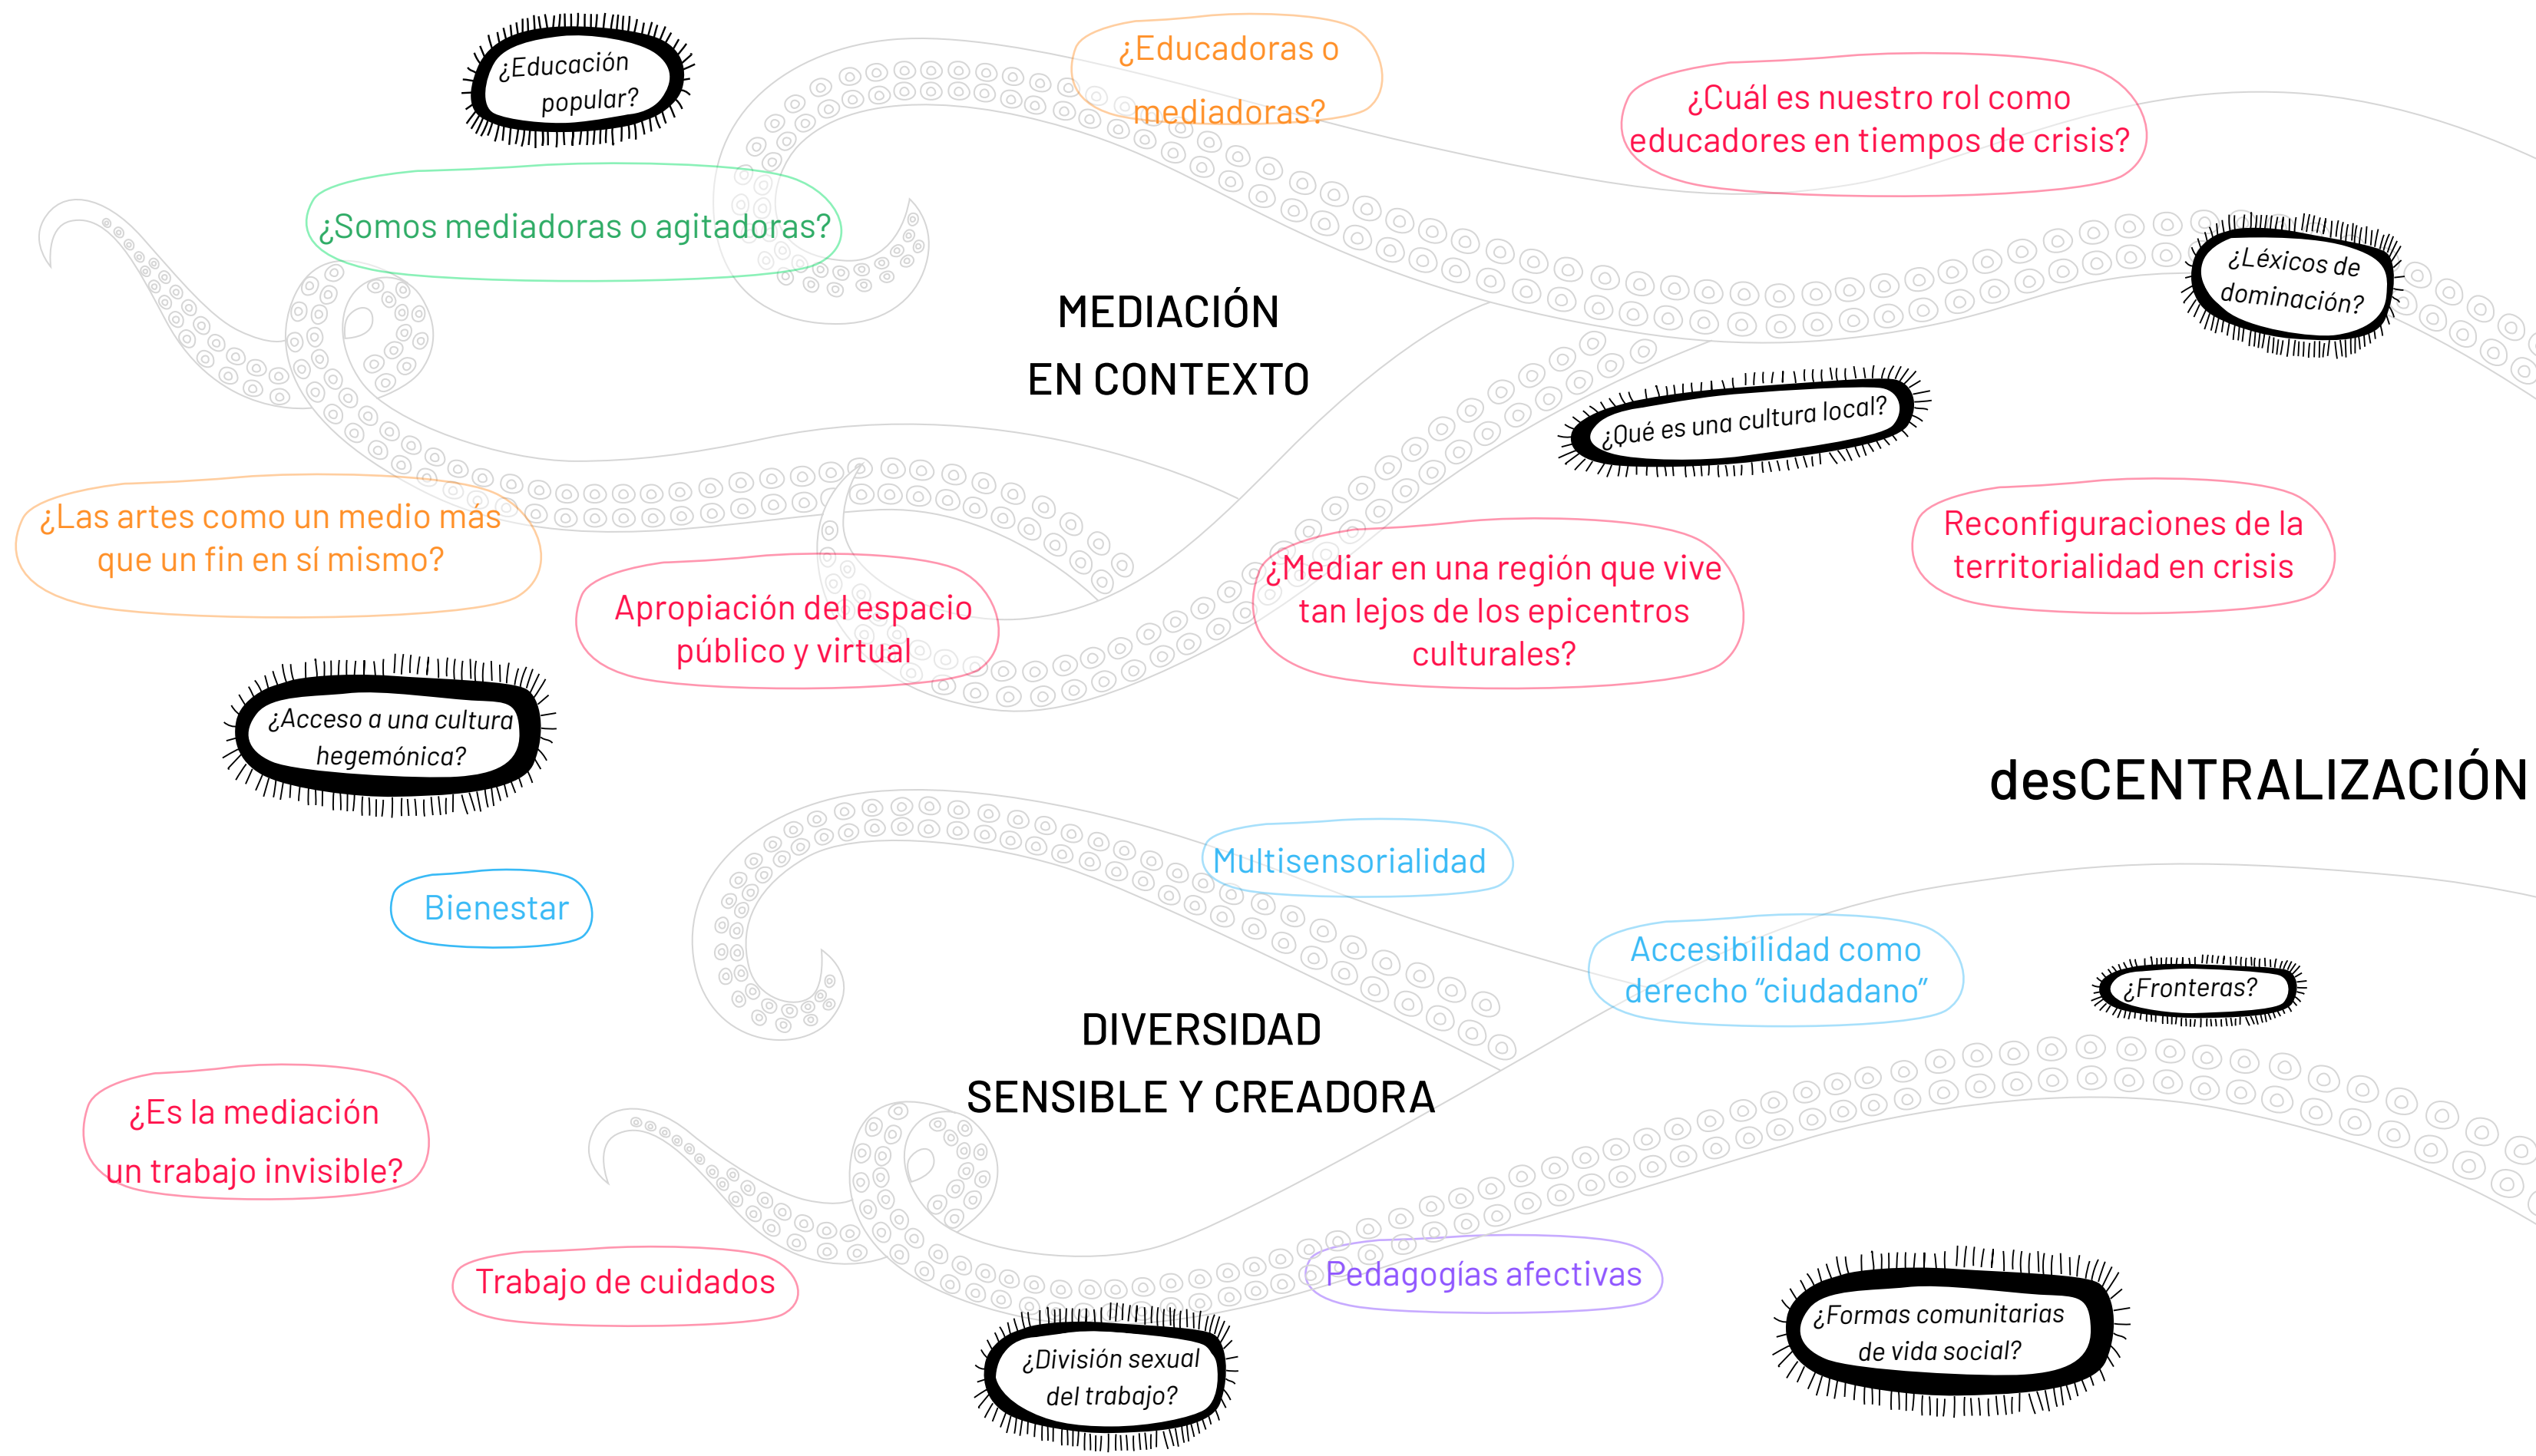 ¿Educación
popular?
¿Educadoras o
mediadoras?
¿Cuál es nuestro rol como
educadores en tiempos de crisis?
¿Somos mediadoras o agitadoras?
¿Léxicos de
dominación?
MEDIACIÓN
EN CONTEXTO
¿Qué es una cultura local?
¿Las artes como un medio más
que un fin en sí mismo?
Apropiación del espacio
público y virtual
¿Mediar en una región que vive
tan lejos de los epicentros
culturales?
Reconfiguraciones de la
territorialidad en crisis
¿Acceso a una cultura
hegemónica?
desCENTRALIZACIÓN
Multisensorialidad
Bienestar
Accesibilidad como
derecho “ciudadano”
¿Fronteras?
DIVERSIDAD
SENSIBLE Y CREADORA
¿Es la mediación
un trabajo invisible?
Trabajo de cuidados
Pedagogías afectivas
¿División sexual
del trabajo?
¿Formas comunitarias
de vida social?